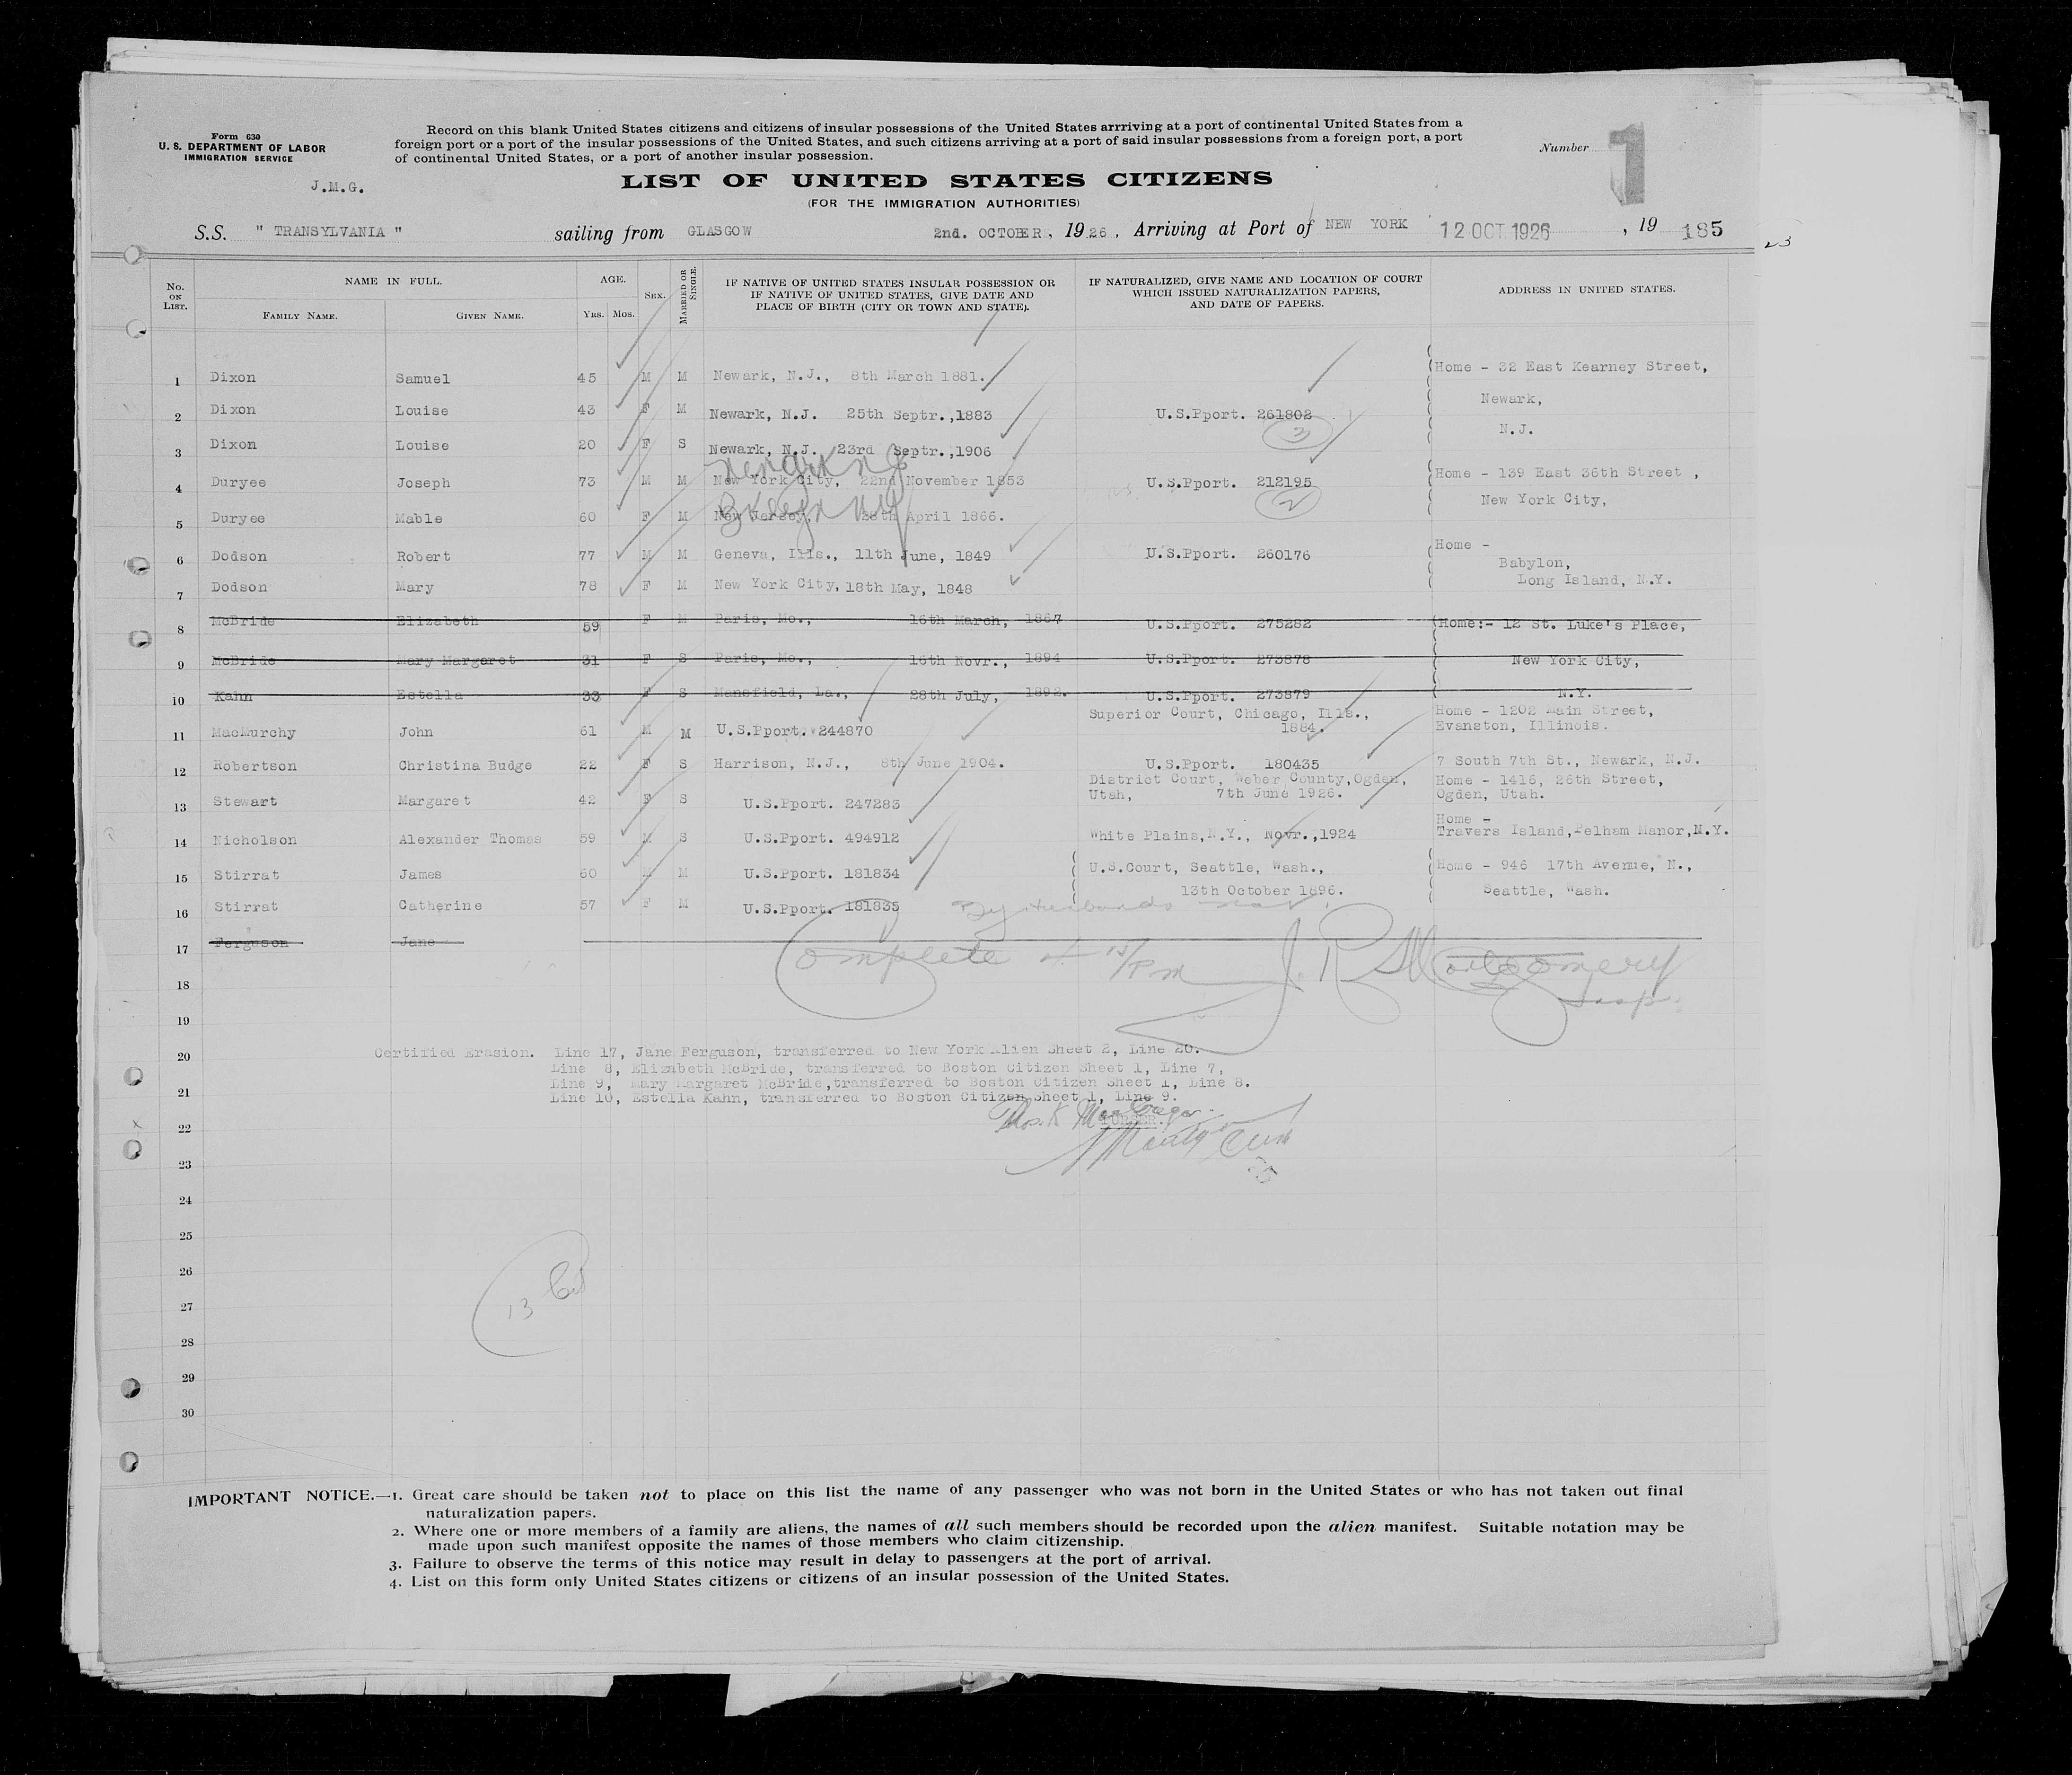 Form 630
U. S. DEPARTMENT OF LABOR
IMMIGRATION SERVICE
J.M.G.
Record on this blank United States citizens and citizens of insular possessions of the United States arrriving at a port of continental United States from a
foreign port or a port of the insular possessions of the United States, and such citizens arriving at a port of said insular possessions from a foreign port, a port
of continental United States, or a port of another insular possession.
Number 1
LIST OF UNITED STATES CITIZENS
(FOR THE IMMIGRATION AUTHORITIES)
S.S. " TRANSYLVANIA " sailing from GLASGOW 2nd. OCTOBER, 1926, Arriving at Port of NEW YORK 12 OCT 1926, 19 185
No. ON LIST. NAME IN FULL. AGE. SEX. MARRIED OR SINGLE. IF NATIVE OF UNITED STATES INSULAR POSSESSION OR IF NATIVE OF UNITED STATES, GIVE DATE AND PLACE OF BIRTH (CITY OR TOWN AND STATE). IF NATURALIZED, GIVE NAME AND LOCATION OF COURT WHICH ISSUED NATURALIZATION PAPERS, AND DATE OF PAPERS. ADDRESS IN UNITED STATES.
FAMILY NAME. GIVEN NAME. YRS. MOS.
1 Dixon Samuel 45 M M Newark, N.J., 8th March 1881. Home - 32 East Kearney Street,
2 Dixon Louise 43 F M Newark, N.J. 25th Septr.,1883 U.S.Pport. 261802 Newark,
3 Dixon Louise 20 F S Newark, N.J. 23rd Septr.,1906 3 N.J.
Newark NJ
4 Duryee Joseph 73 M M New York City, 22nd November 1853 U.S.Pport. 212195 Home - 139 East 36th Street ,
2 New York City,
5 Duryee Mable 60 F M New Jersey, 28th April 1866.
6 Dodson Robert 77 M M Geneva, Ills., 11th June, 1849 U.S.Pport. 260176 Home -
Babylon,
7 Dodson Mary 78 F M New York City, 18th May, 1848 Long Island, N.Y.
8 McBride Elizabeth 59 F M Paris, Mo., 16th March, 1867 U.S.Pport. 275282 Home:- 12 St. Luke's Place,
9 McBride Mary Margaret 31 F S Paris, Mo., 16th Novr., 1894 U.S.Pport. 273878 New York City,
10 Kahn Estella 33 F S Mansfield, La., 28th July, 1892. U.S.Pport. 273879 N.Y.
Superior Court, Chicago, Ills., Home - 1202 Main Street,
11 MacMurchy John 61 M M U.S.Pport. 244870 1884. Evanston, Illinois.
12 Robertson Christina Budge 22 F S Harrison, N.J., 8th June 1904. U.S.Pport. 180435 7 South 7th St., Newark, N.J.
District Court, Weber County,Ogden, Home - 1416, 26th Street,
13 Stewart Margaret 42 F S U.S.Pport. 247283 Utah, 7th June 1926. Ogden, Utah.
Home -
14 Nicholson Alexander Thomas 59 M S U.S.Pport. 494912 White Plains,N.Y., Novr.,1924 Travers Island,Pelham Manor,N.Y.
15 Stirrat James 60 M U.S.Pport. 181834 U.S.Court, Seattle, Wash., Home - 946 17th Avenue, N.,
13th October 1896. Seattle, Wash.
16 Stirrat Catherine 57 F M U.S.Pport. 181835 By Husbands
17 Ferguson Jane
Complete J. R. Montgomery
18
Insp.
19
20 Certified Erasion. Line 17, Jane Ferguson, transferred to New York Alien Sheet 2, Line 20.
Line 8, Elizabeth McBride, transferred to Boston Citizen Sheet 1, Line 7,
Line 9, Mary Margaret McBride,transferred to Boston Citizen Sheet 1, Line 8.
21 Line 10, Estella Kahn, transferred to Boston Citizen Sheet 1, Line 9.
22
23
24
25
26
13
27
28
29
30
IMPORTANT NOTICE.—1. Great care should be taken not to place on this list the name of any passenger who was not born in the United States or who has not taken out final
naturalization papers.
2. Where one or more members of a family are aliens, the names of all such members should be recorded upon the alien manifest. Suitable notation may be
made upon such manifest opposite the names of those members who claim citizenship.
3. Failure to observe the terms of this notice may result in delay to passengers at the port of arrival.
4. List on this form only United States citizens or citizens of an insular possession of the United States.